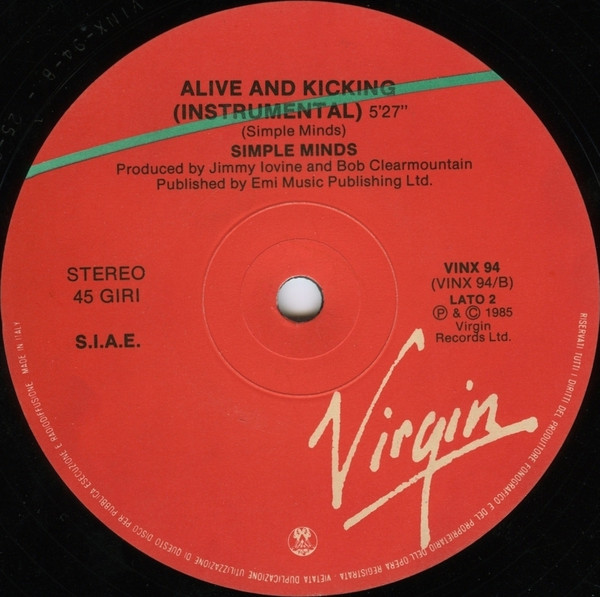 ALIVE AND KICKING
(INSTRUMENTAL) 5'27"
(Simple Minds)
SIMPLE MINDS
Produced by Jimmy Iovine and Bob Clearmountain
Published by Emi Music Publishing Ltd.
STEREO
45 GIRI
S.I.A.E.
VINX 94
(VINX 94/B)
LATO 2
Ⓟ & © 1985
Virgin
Records Ltd.
Virgin
RISERVATI TUTTI I DIRITTI DEL PRODUTTORE FONOGRAFICO E DEL PROPRIETARIO DELL'OPERA REGISTRATA VIETATA DUPLICAZIONE UTILIZZAZIONE DI QUESTO DISCO PER PUBBLICA ESECUZIONE E RADIODIFFUSIONE. MADE IN ITALY
VINX-94-B-